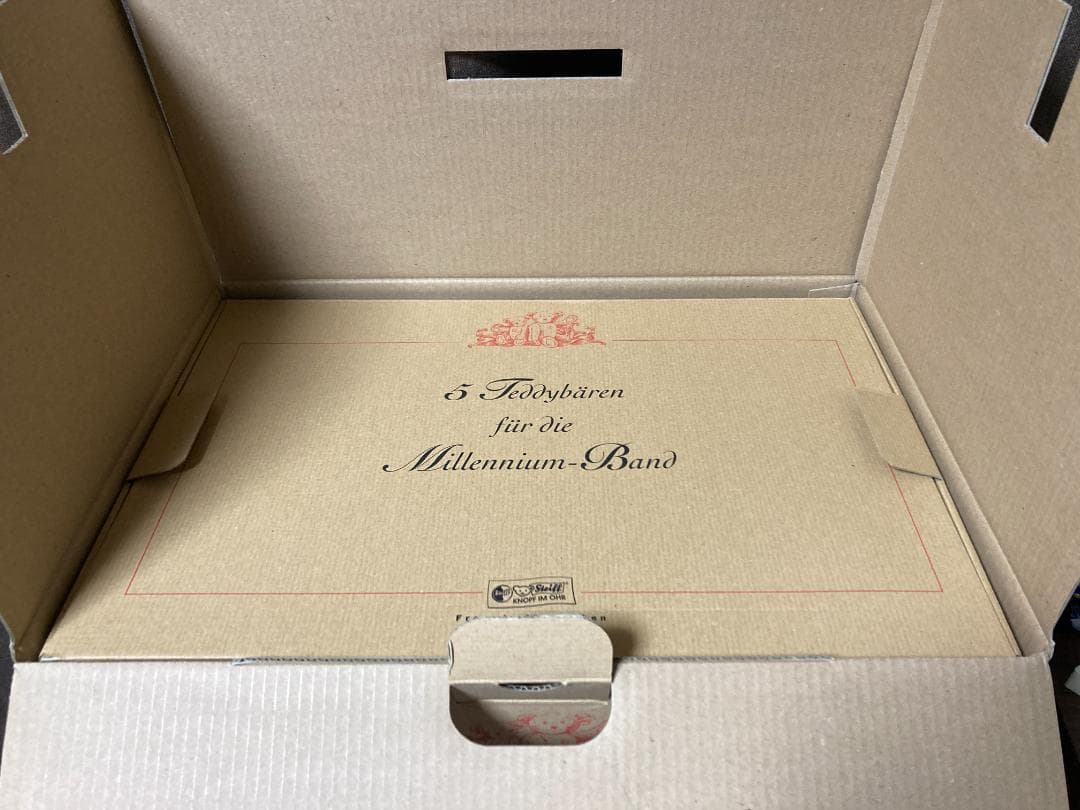 5 Teddybären
für die
Millennium-Band
Steiff
KNOPF IM OHR